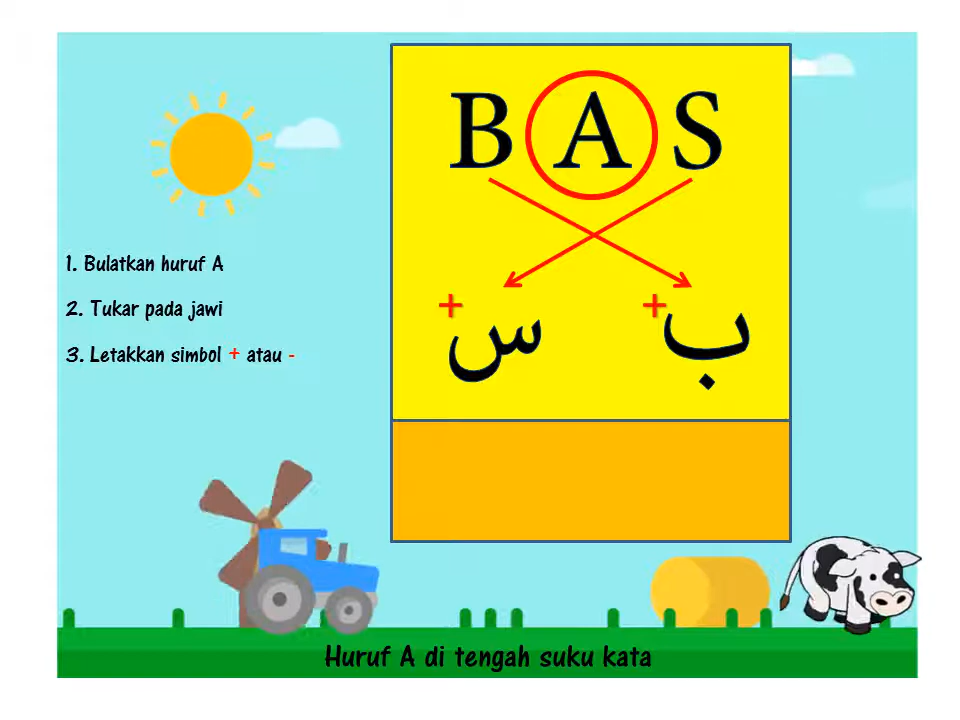 BAS
+س +ب
1. Bulatkan huruf A
2. Tukar pada jawi
3. Letakkan simbol + atau -
Huruf A di tengah suku kata